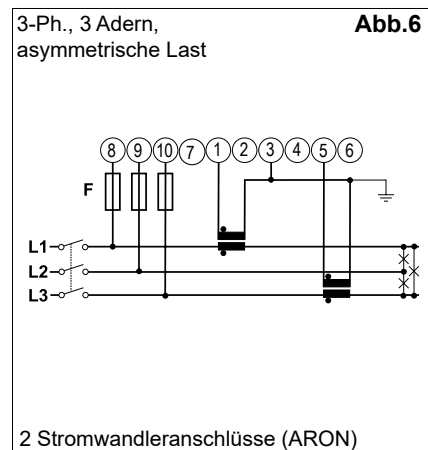 3-Ph., 3 Adern, Abb.6
asymmetrische Last
8 9 10 7 1 2 3 4 5 6
F
L1
L2
L3
2 Stromwandleranschlüsse (ARON)